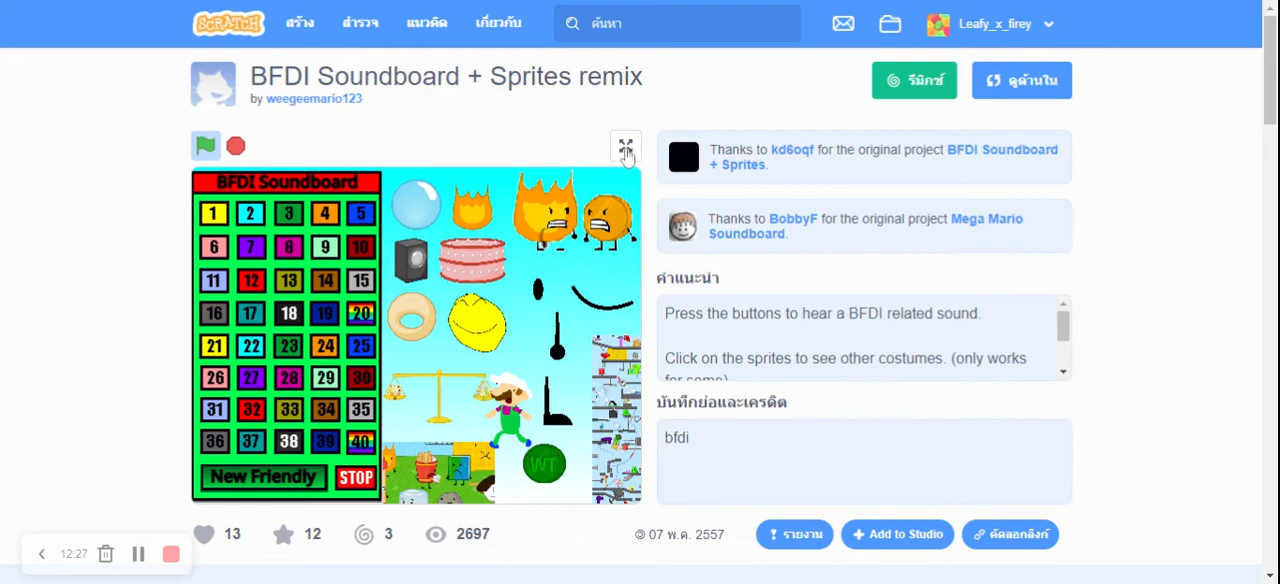 SCRATCH สร้าง สำรวจ แนวคิด เกี่ยวกับ ค้นหา Leafy_x_firey
BFDI Soundboard + Sprites remix
by weegeemario123
รีมิกซ์ ดูด้านใน
Thanks to kd6oqf for the original project BFDI Soundboard
+ Sprites.
Thanks to BobbyF for the original project Mega Mario
Soundboard.
คำแนะนำ
Press the buttons to hear a BFDI related sound.
Click on the sprites to see other costumes. (only works
for some)
บันทึกย่อและเครดิต
bfdi
BFDI Soundboard
1 2 3 4 5
6 7 8 9 10
11 12 13 14 15
16 17 18 19 20
21 22 23 24 25
26 27 28 29 30
31 32 33 34 35
36 37 38 39 40
New Friendly STOP
WT
13 12 3 2697
© 07 พ.ค. 2557 รายงาน Add to Studio คัดลอกลิงก์
12:27